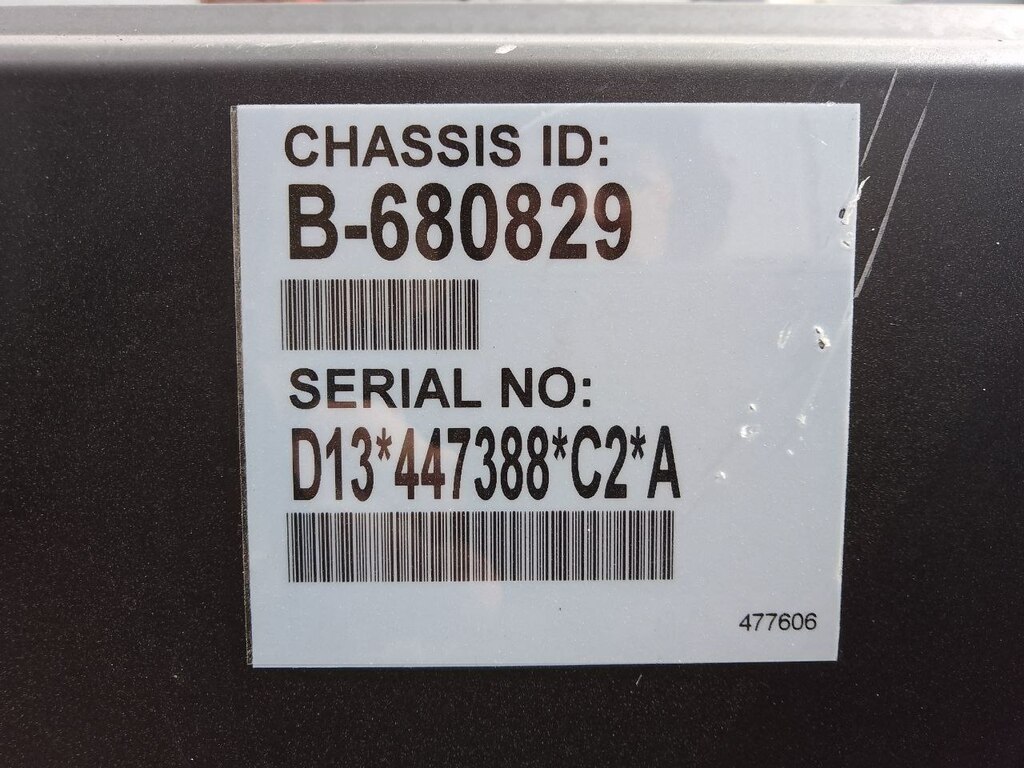 CHASSIS ID:
B-680829
SERIAL NO:
D13*447388*C2*A
477606